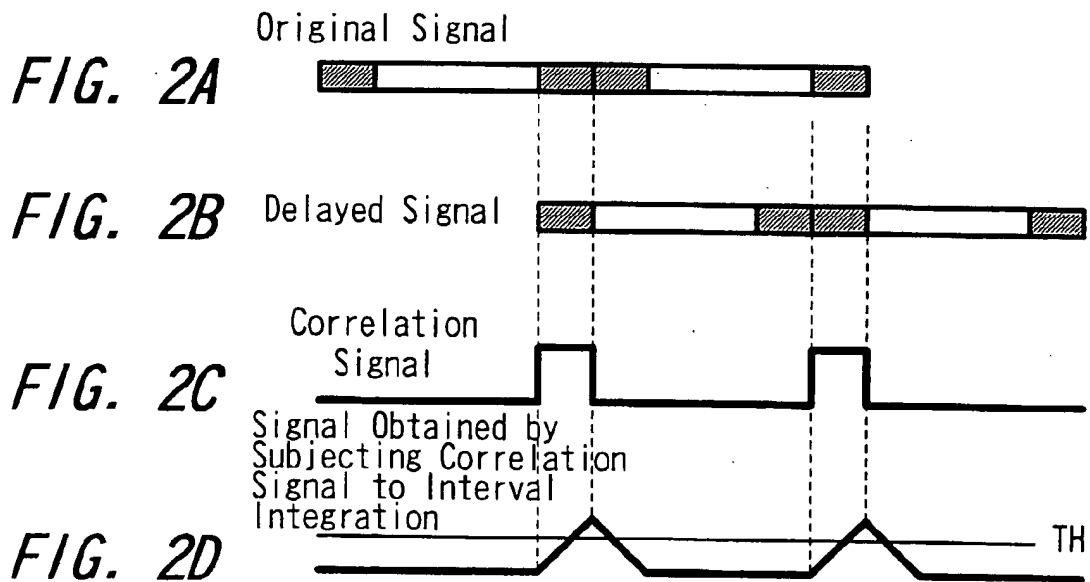 Original Signal
FIG. 2A
FIG. 2B
Delayed Signal
Correlation
Signal
FIG. 2C
Signal Obtained by
Subjecting Correlation
Signal to Interval
Integration
TH
FIG. 2D